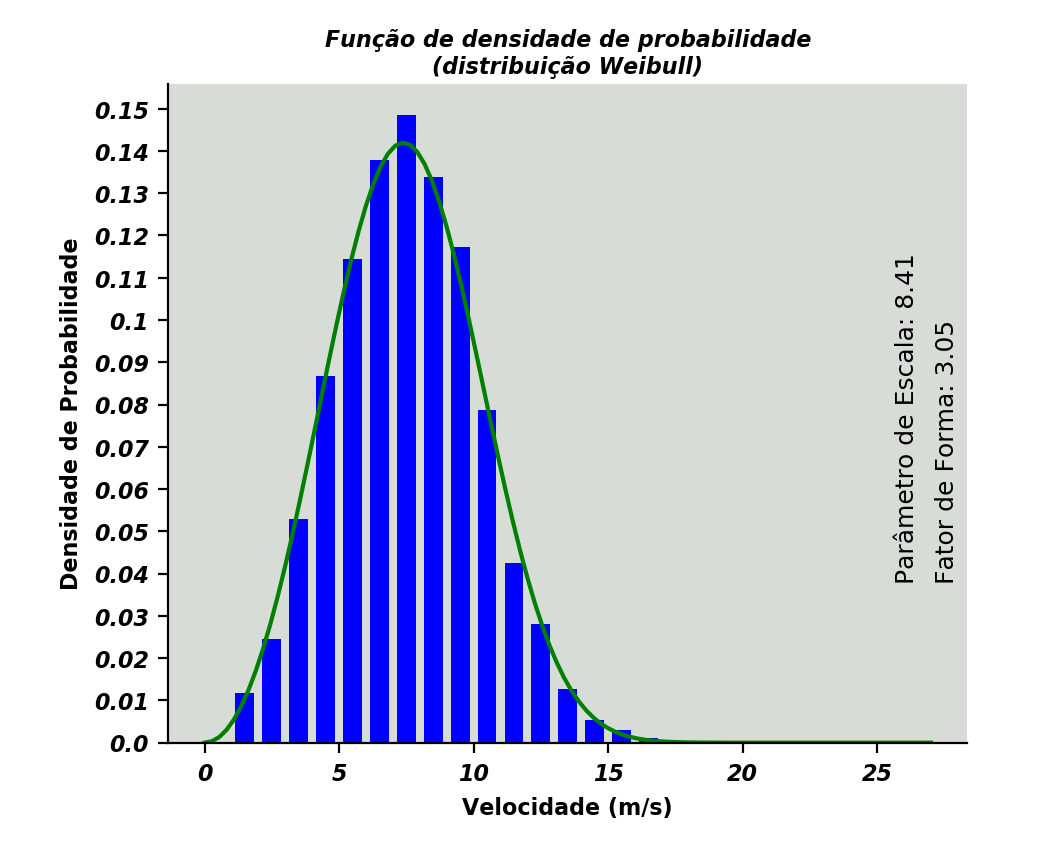 Função de densidade de probabilidade
(distribuição Weibull)
Densidade de Probabilidade
0.15
0.14
0.13
0.12
0.11
0.1
0.09
0.08
0.07
0.06
0.05
0.04
0.03
0.02
0.01
0.0
0 5 10 15 20 25
Velocidade (m/s)
Parâmetro de Escala: 8.41
Fator de Forma: 3.05